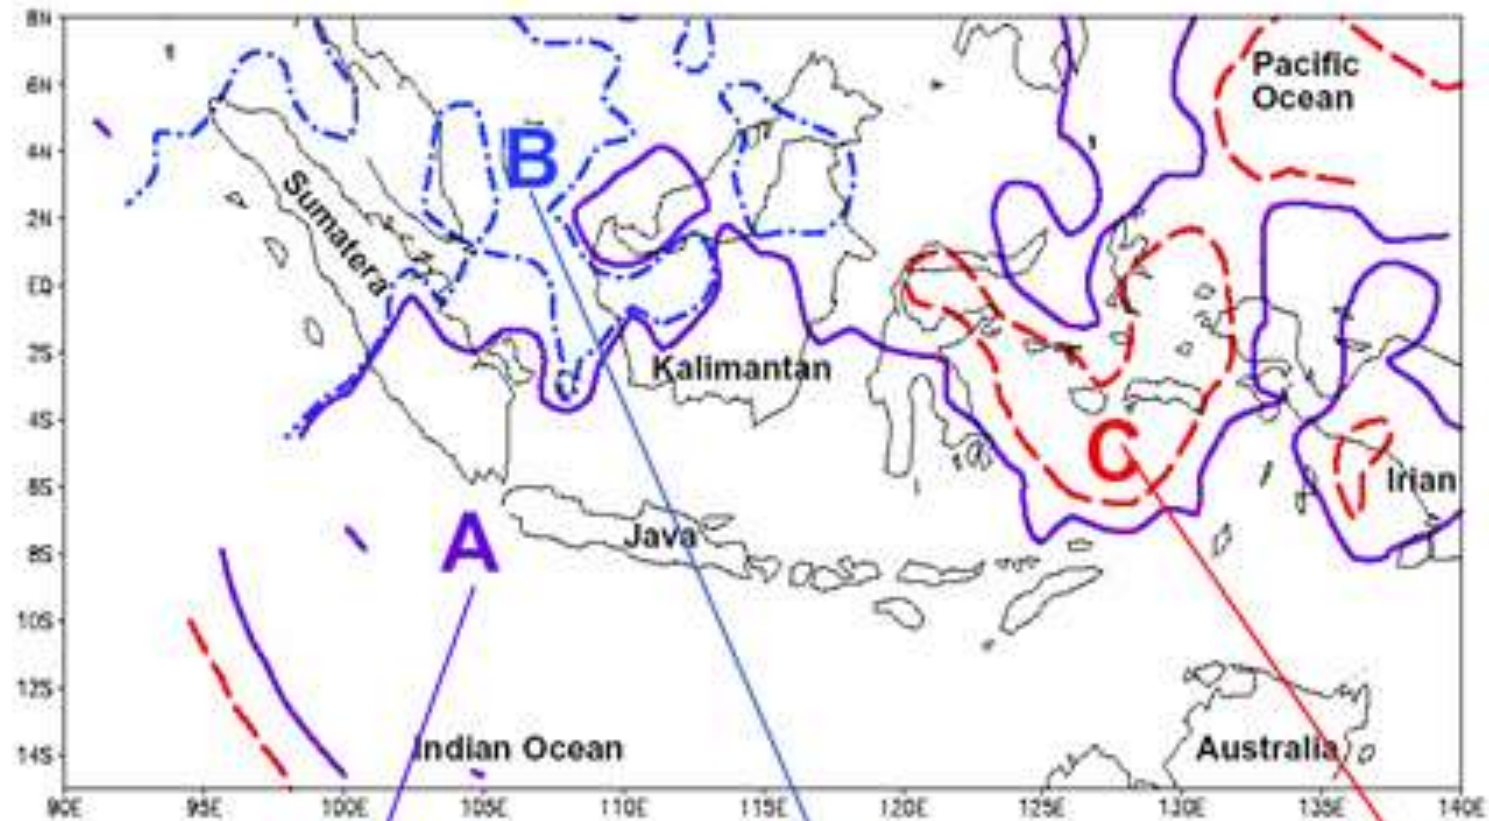 8N
6N
4N
2N
EQ
2S
4S
6S
8S
10S
12S
14S
90E 95E 100E 105E 110E 115E 120E 125E 130E 135E 140E
Pacific
Ocean
B
Sumatera
Kalimantan
C
Irian
Java
A
Indian Ocean
Australia